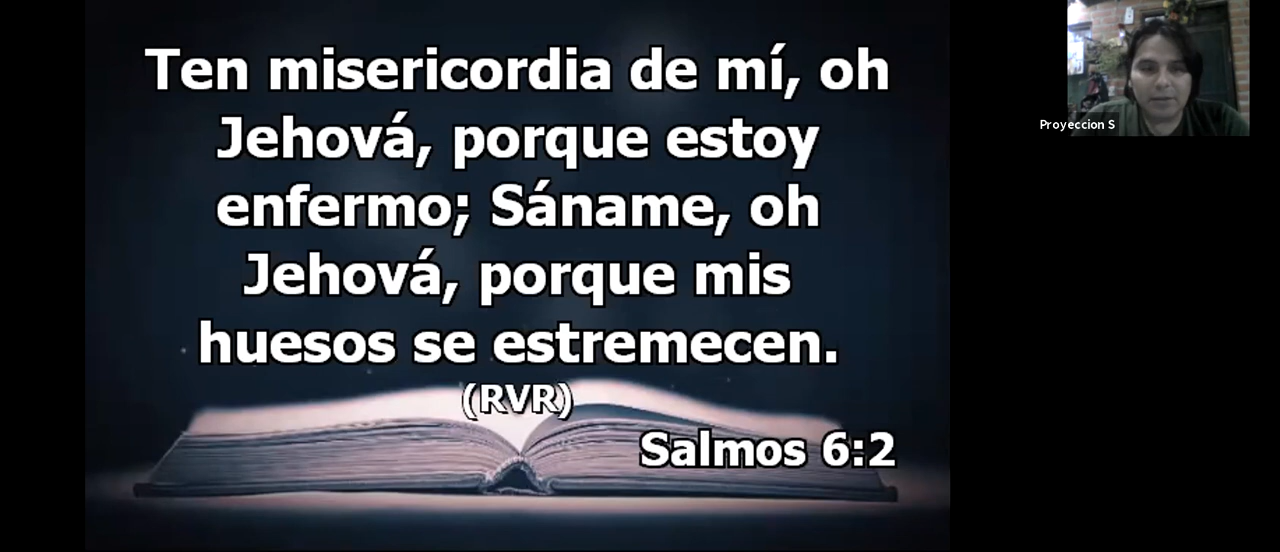 Ten misericordia de mí, oh
Jehová, porque estoy
enfermo; Sáname, oh
Jehová, porque mis
huesos se estremecen.
(RVR)
Salmos 6:2
Proyeccion S